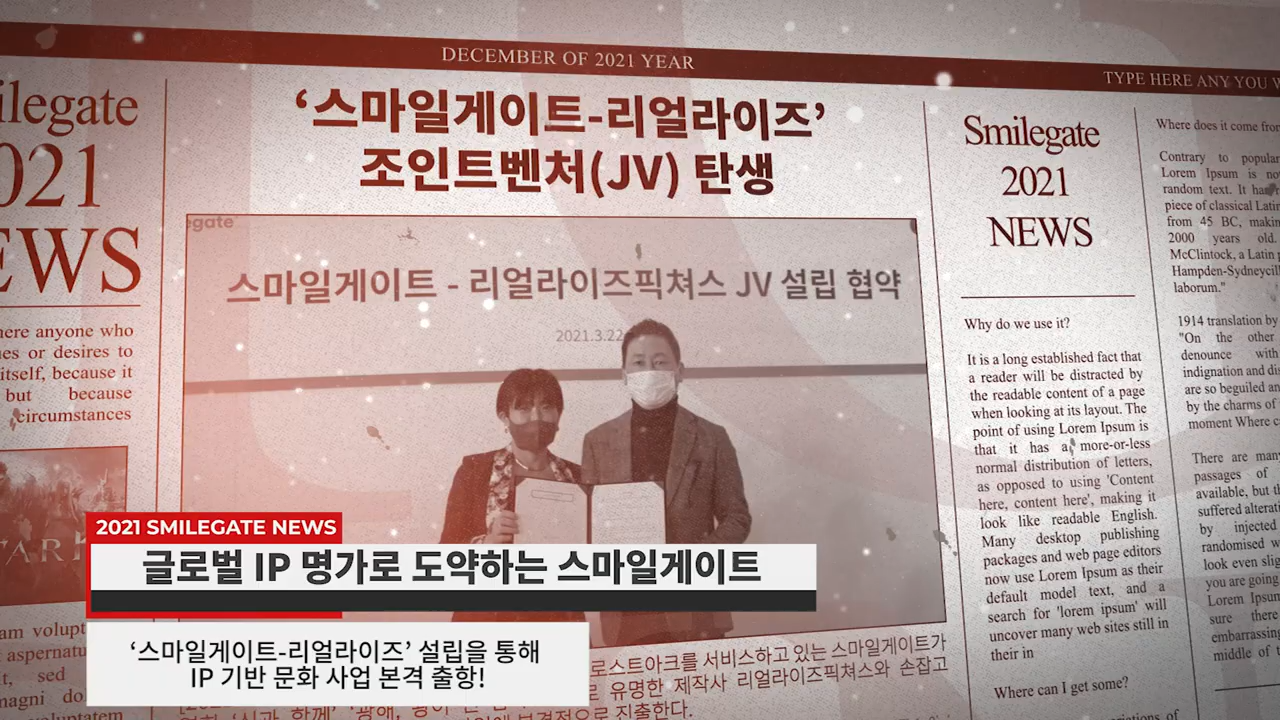 DECEMBER OF 2021 YEAR
TYPE HERE ANY YOU
ilegate
021
EWS
here anyone who
ues or desires to
itself, because it
but because
circumstances
‘스마일게이트-리얼라이즈’
조인트벤처(JV) 탄생
egate
스마일게이트 - 리얼라이즈픽쳐스 JV 설립 협약
2021.3.22
Smilegate
2021
NEWS
Why do we use it?
It is a long established fact that
a reader will be distracted by
the readable content of a page
when looking at its layout. The
point of using Lorem Ipsum is
that it has a more-or-less
normal distribution of letters,
as opposed to using 'Content
here, content here', making it
look like readable English.
Many desktop publishing
packages and web page editors
now use Lorem Ipsum as their
default model text, and a
search for 'lorem ipsum' will
uncover many web sites still in
their in
Where can I get some?
Where does it come from
Contrary to popular
Lorem Ipsum is no
random text. It has
piece of classical Latin
from 45 BC, making
2000 years old.
McClintock, a Latin
Hampden-Sydney
laborum."
1914 translation by
"On the other
denounce with
indignation and
are so beguiled and
by the charms of
moment Where
There are many
passages of
available, but
suffered
by injected
randomised
look even
you are going
Lorem Ipsum
sure there
embarrassing
middle of
2021 SMILEGATE NEWS
글로벌 IP 명가로 도약하는 스마일게이트
‘스마일게이트-리얼라이즈’ 설립을 통해
IP 기반 문화 사업 본격 출항!
로스트아크를 서비스하고 있는 스마일게이트가
유명한 제작사 리얼라이즈픽쳐스와 손잡고
진출한다.
am
aspernatu
sed
magni do
voluptatem